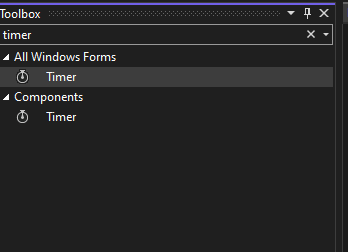 Toolbox
timer
All Windows Forms
Timer
Components
Timer